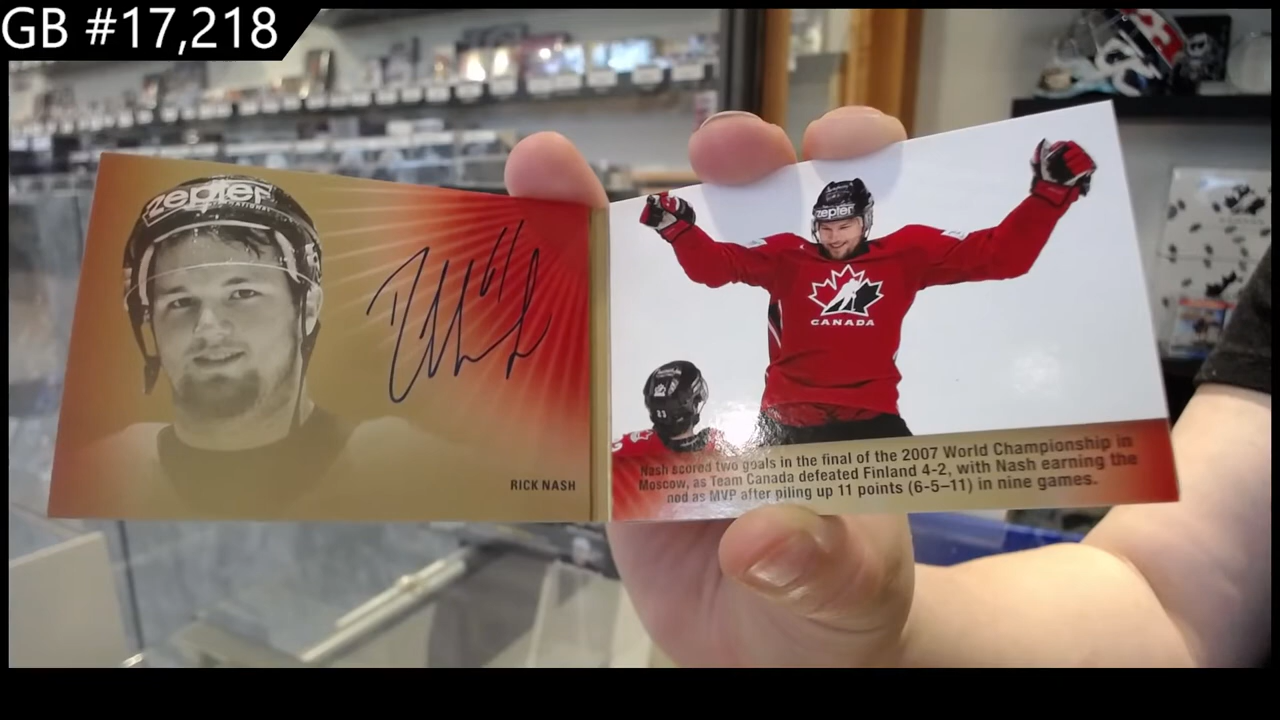 GB #17,218
zepter
INTERNATIONAL
RICK NASH
zepter
CANADA
Nash scored two goals in the final of the 2007 World Championship in
Moscow, as Team Canada defeated Finland 4-2, with Nash earning the
nod as MVP after piling up 11 points (6-5–11) in nine games.